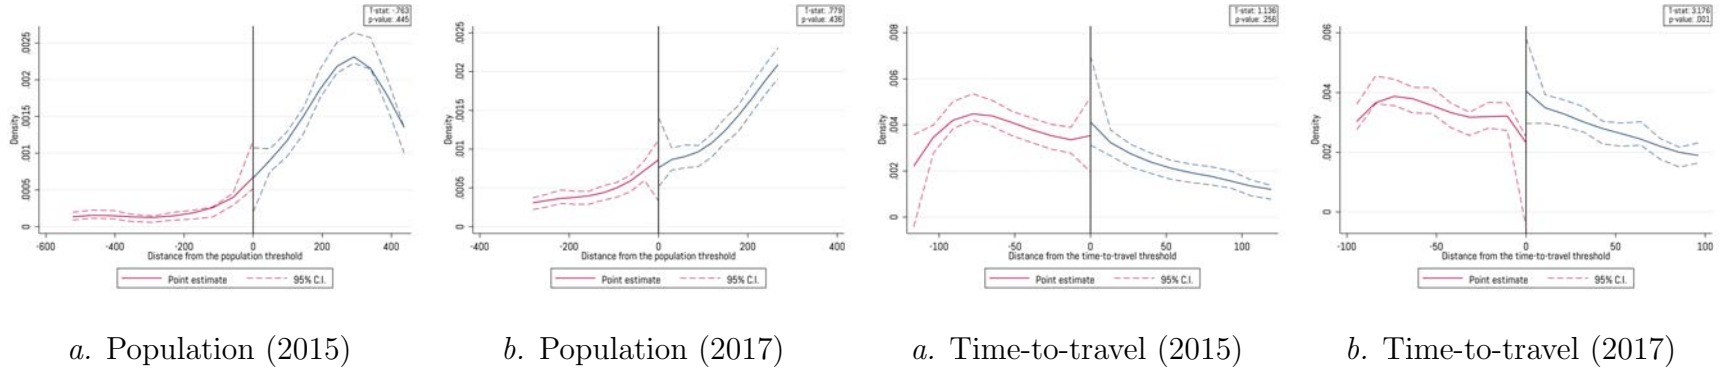 T-stat: -.763
p-value: .445
Density
0
.0005
.001
.0015
.002
.0025
-600
-400
-200
0
200
400
Distance from the population threshold
Point estimate
95% C.I.
a. Population (2015)
T-stat: .779
p-value: .436
Density
0
.0005
.001
.0015
.002
.0025
-400
-200
0
200
400
Distance from the population threshold
Point estimate
95% C.I.
b. Population (2017)
T-stat: 1.136
p-value: .256
Density
0
.002
.004
.006
.008
-100
-50
0
50
100
Distance from the time-to-travel threshold
Point estimate
95% C.I.
a. Time-to-travel (2015)
T-stat: 3.176
p-value: .001
Density
0
.002
.004
.006
-100
-50
0
50
100
Distance from the time-to-travel threshold
Point estimate
95% C.I.
b. Time-to-travel (2017)